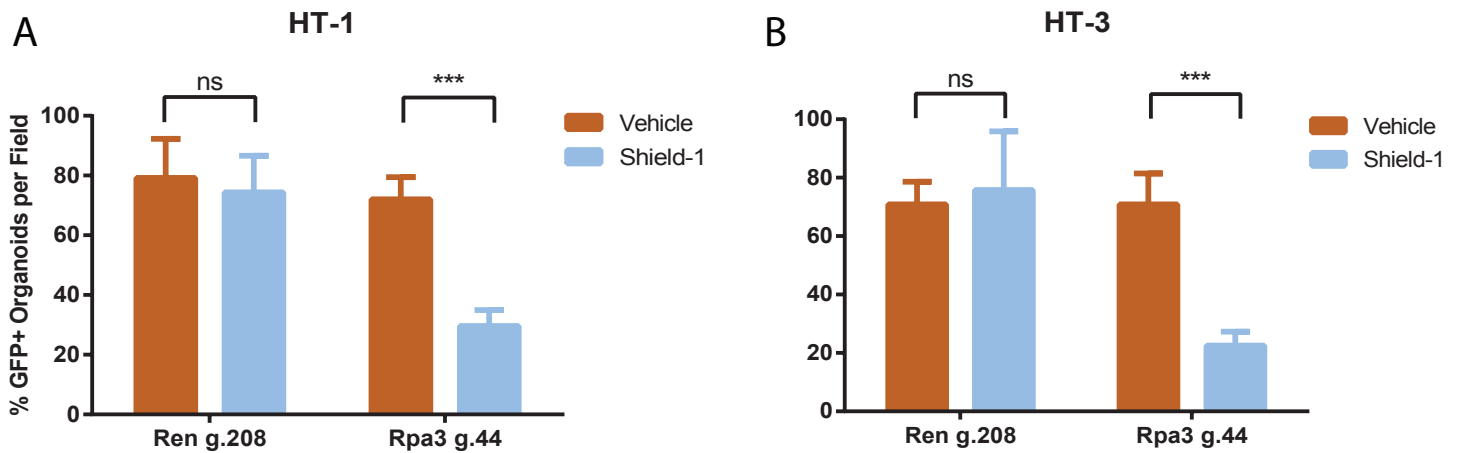 A
HT-1
ns
***
100
80
60
40
20
0
% GFP+ Organoids per Field
Vehicle
Shield-1
Ren g.208
Rpa3 g.44
B
HT-3
ns
***
100
80
60
40
20
0
Vehicle
Shield-1
Ren g.208
Rpa3 g.44